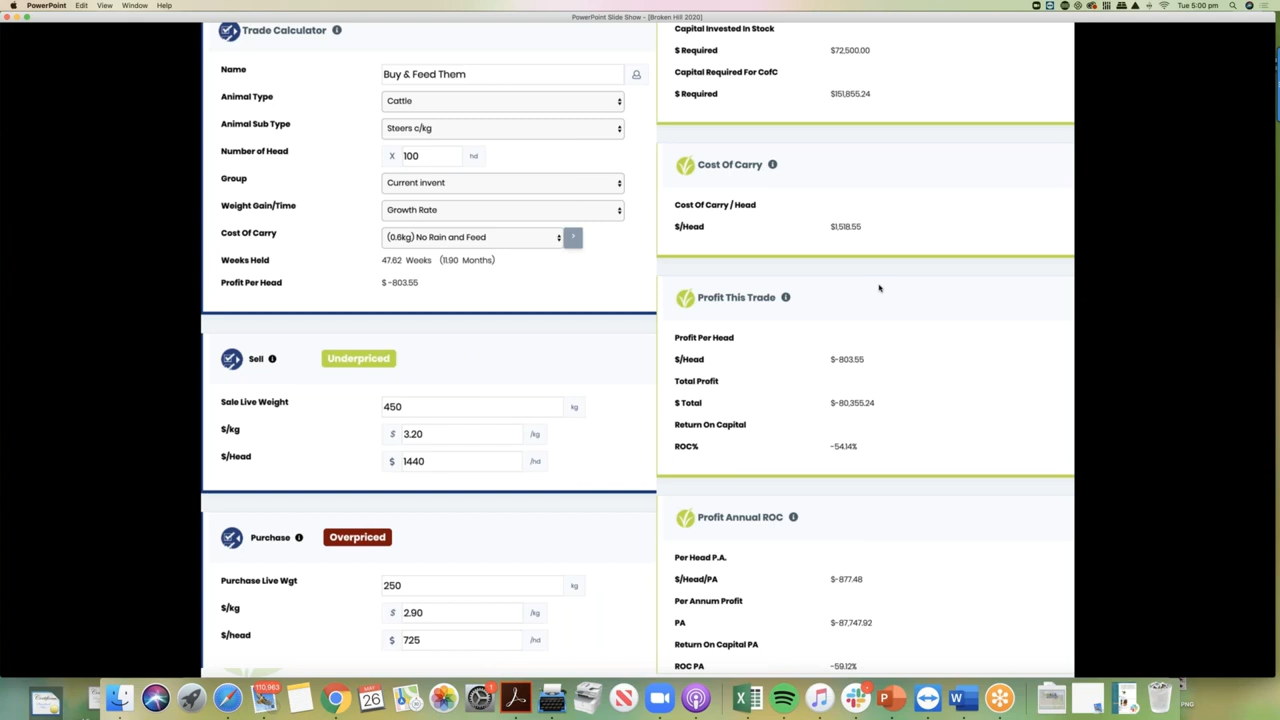 PowerPoint Edit View Window Help
Tue 5:00 pm
PowerPoint Slide Show - [Broken Hill 2020]
Trade Calculator
Name
Buy & Feed Them
Animal Type
Cattle
Animal Sub Type
Steers c/kg
Number of Head
X 100 hd
Group
Current invent
Weight Gain/Time
Growth Rate
Cost Of Carry
(0.6kg) No Rain and Feed
?
Weeks Held
47.62 Weeks (11.90 Months)
Profit Per Head
$ -803.55
Sell
Underpriced
Sale Live Weight
450 kg
$/kg
$ 3.20 /kg
$/Head
$ 1440 /hd
Purchase
Overpriced
Purchase Live Wgt
250 kg
$/kg
$ 2.90 /kg
$/head
$ 725 /hd
Capital Invested In Stock
$ Required
$72,500.00
Capital Required For CofC
$ Required
$151,855.24
Cost Of Carry
Cost Of Carry / Head
$/Head
$1,518.55
Profit This Trade
Profit Per Head
$/Head
$-803.55
Total Profit
$ Total
$-80,355.24
Return On Capital
ROC%
-54.14%
Profit Annual ROC
Per Head P.A.
$/Head/PA
$-877.48
Per Annum Profit
PA
$-87,747.92
Return On Capital PA
ROC PA
-59.12%
110,963
MAY
26
1
PNG